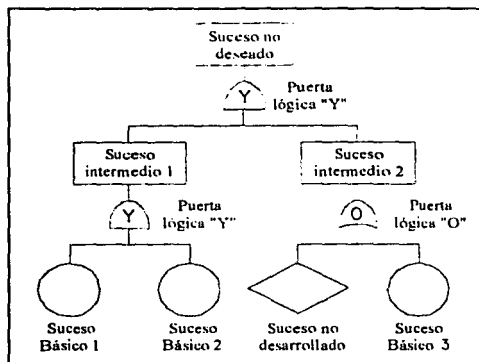 Suceso no
deseado
Y
Puerta
lógica "Y"
Suceso
intermedio 1
Suceso
intermedio 2
Y
Puerta
lógica "Y"
O
Puerta
lógica "O"
Suceso
Básico 1
Suceso
Básico 2
Suceso no
desarrollado
Suceso
Básico 3